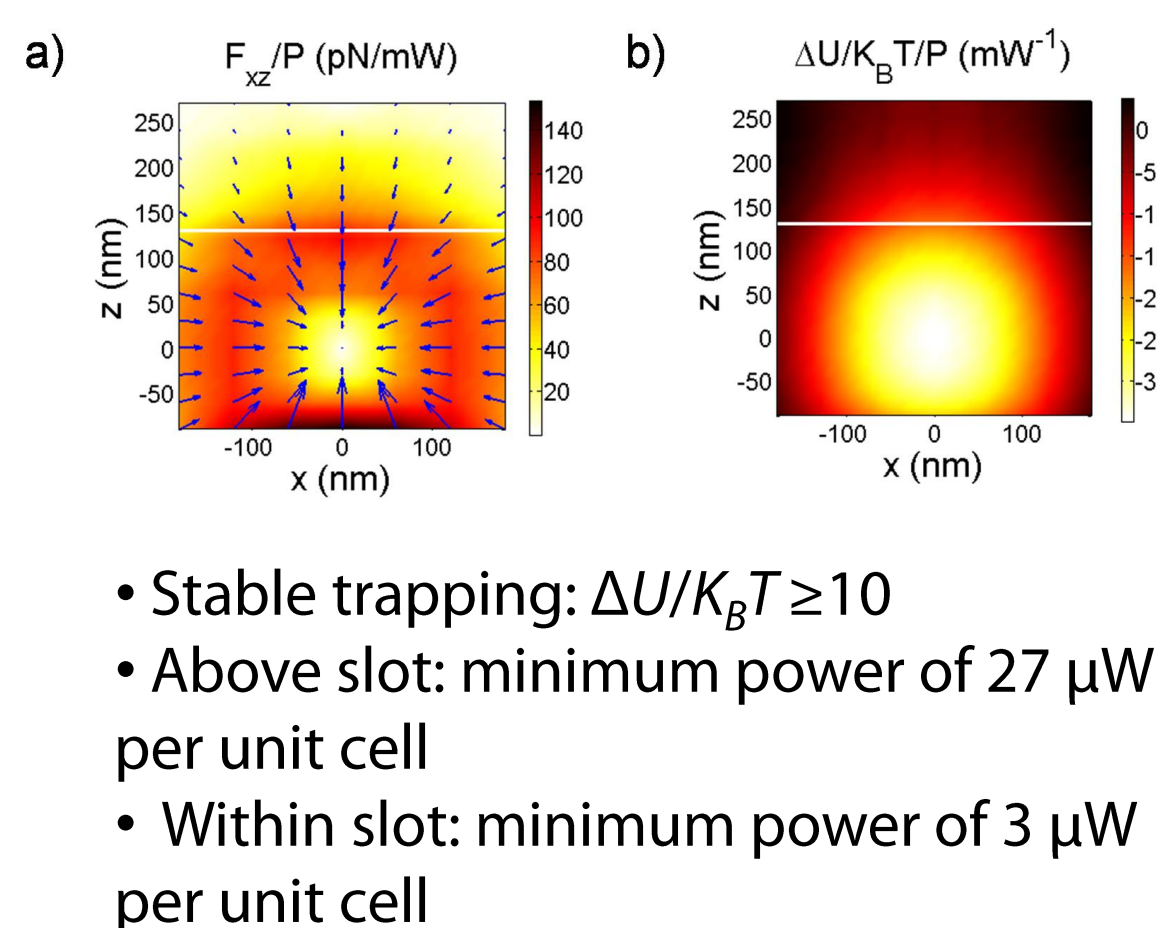 a)
F_xz/P (pN/mW)
250
200
150
100
50
0
-50
z (nm)
-100 0 100
x (nm)
140
120
100
80
60
40
20
b)
ΔU/K_BT/P (mW^-1)
250
200
150
100
50
0
-50
z (nm)
-100 0 100
x (nm)
0
-5
-1
-1
-2
-2
-3
• Stable trapping: ΔU/K_BT ≥10
• Above slot: minimum power of 27 μW
per unit cell
• Within slot: minimum power of 3 μW
per unit cell